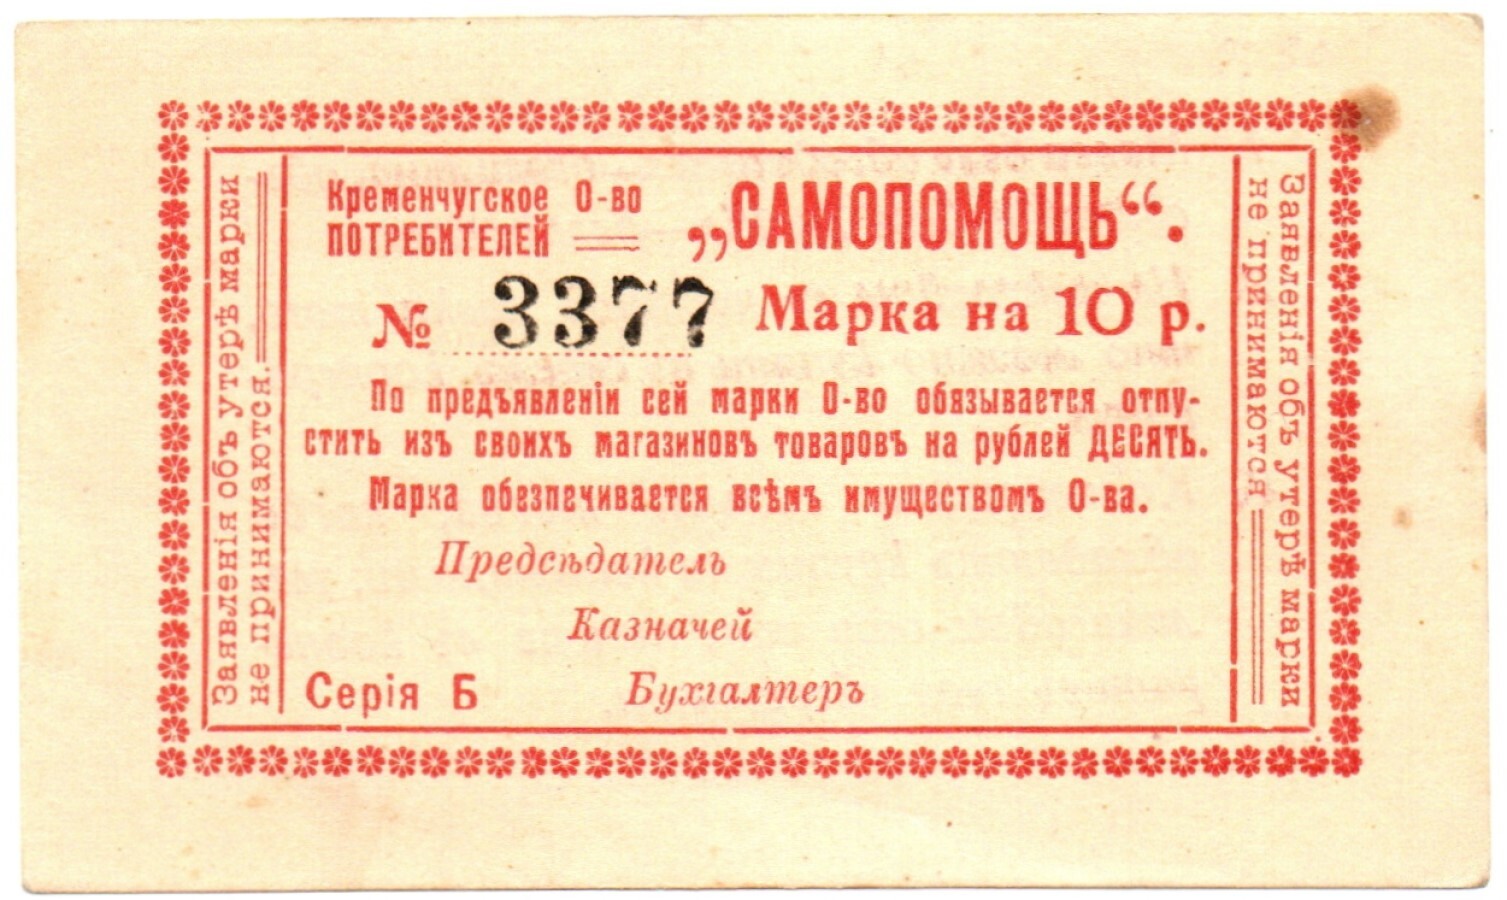 Кременчугское О-во
ПОТРЕБИТЕЛЕЙ
„САМОПОМОЩЬ“.
№ 3377 Марка на 10 р.
По предъявленіи сей марки О-во обязывается отпу-
стить изъ своихъ магазиновъ товаровъ на рублей ДЕСЯТЬ.
Марка обезпечивается всѣмъ имуществомъ О-ва.
Предсѣдатель
Казначей
Серія Б Бухгалтеръ
Заявленія объ утерѣ марки
не принимаются.
Заявленія объ утерѣ марки
не принимаются